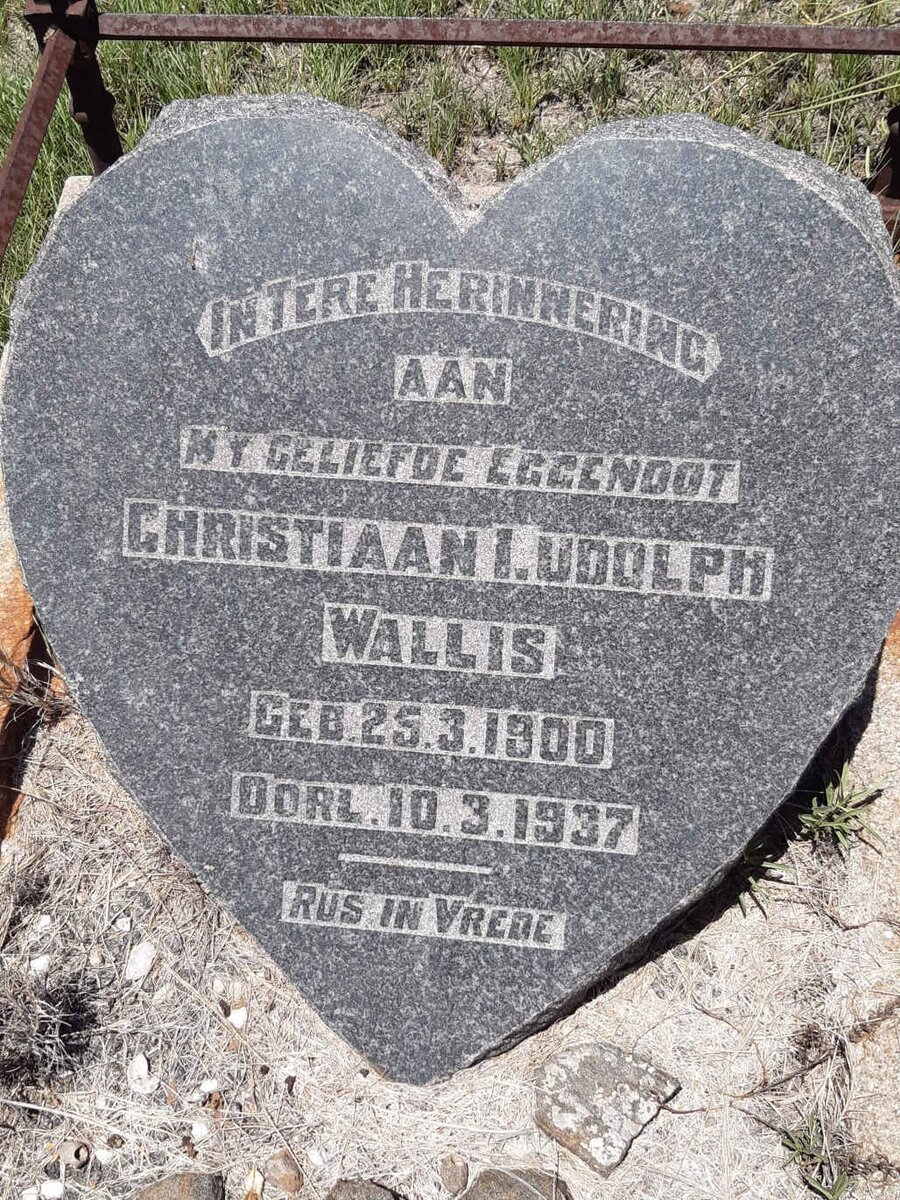 IN TERE HERINNERING
AAN
MY GELIEFDE EGGENOOT
CHRISTIAAN LUDOLPH
WALLIS
GEB. 25.3.1900
OORL. 10.3.1937
RUS IN VREDE